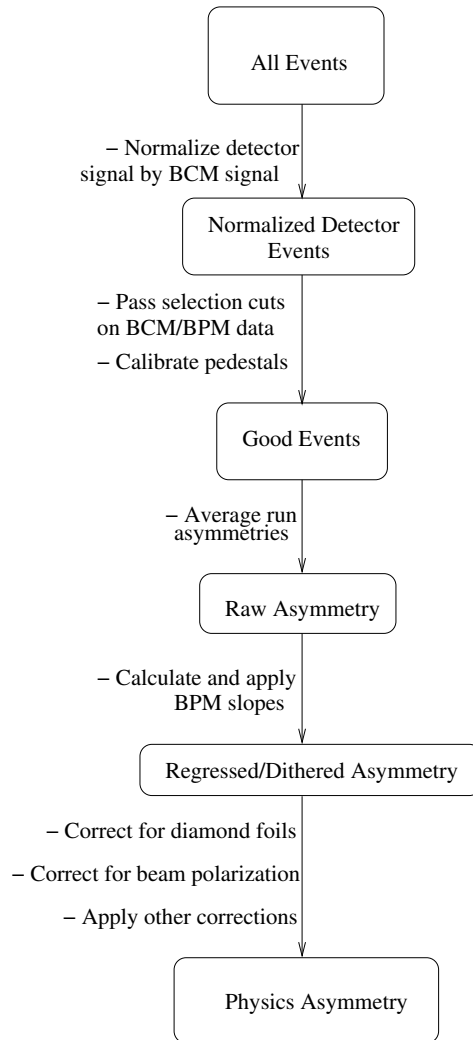 All Events
– Normalize detector
signal by BCM signal
Normalized Detector
Events
– Pass selection cuts
on BCM/BPM data
– Calibrate pedestals
Good Events
– Average run
asymmetries
Raw Asymmetry
– Calculate and apply
BPM slopes
Regressed/Dithered Asymmetry
– Correct for diamond foils
– Correct for beam polarization
– Apply other corrections
Physics Asymmetry